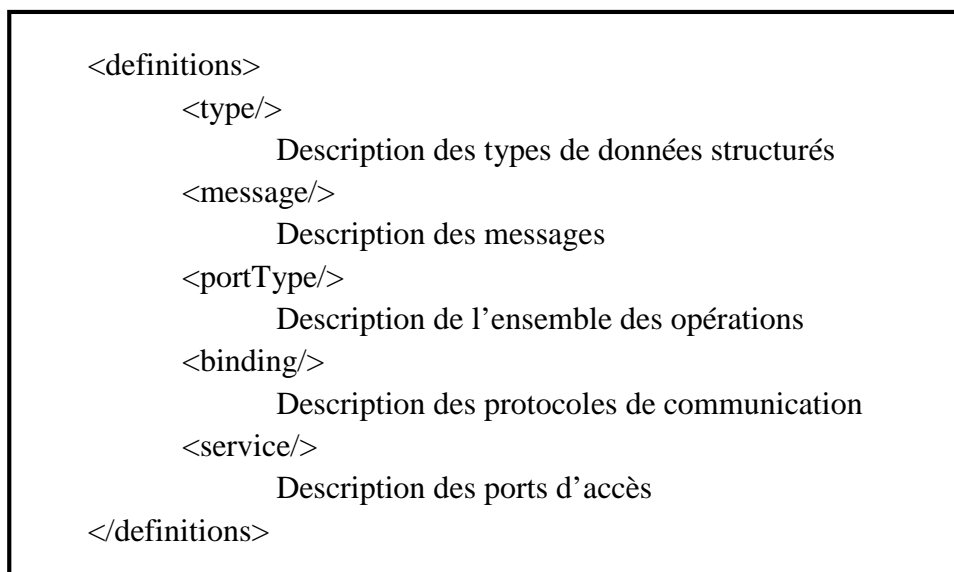 <definitions>
<type/>
Description des types de données structurés
<message/>
Description des messages
<portType/>
Description de l’ensemble des opérations
<binding/>
Description des protocoles de communication
<service/>
Description des ports d’accès
</definitions>